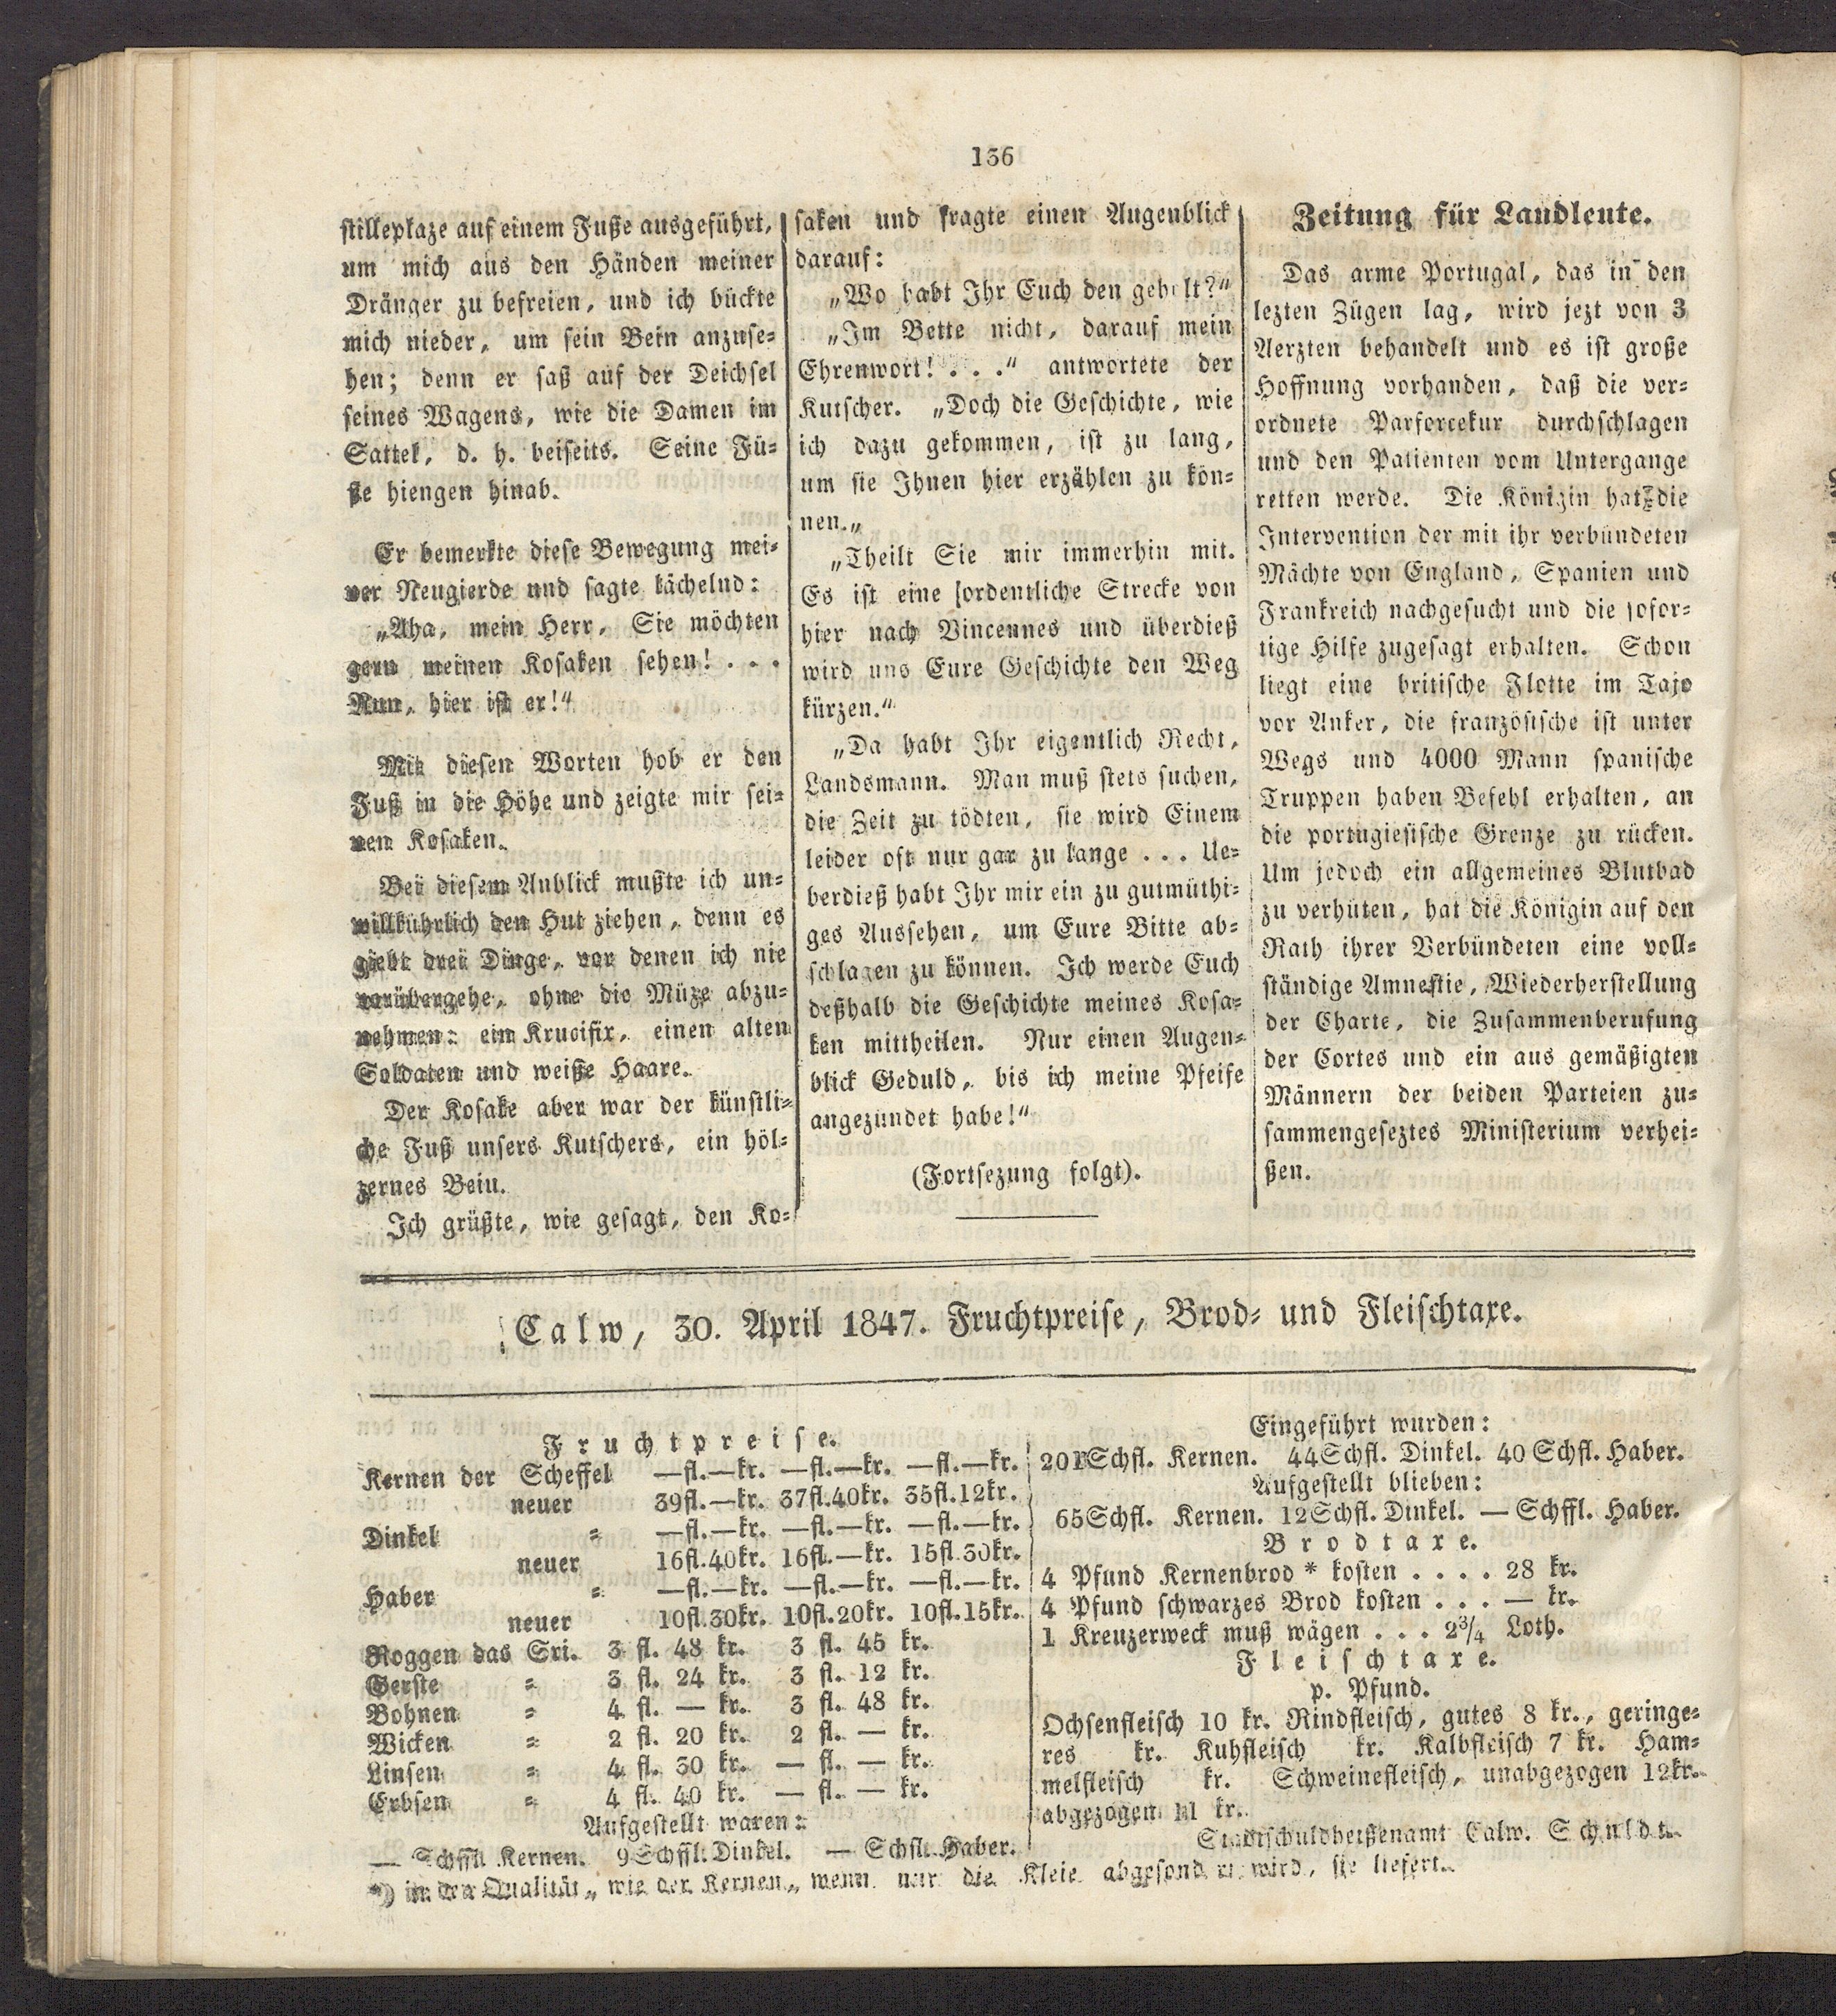 136
stilleplaze auf einem Fuße ausgeführt,
um mich aus den Händen meiner
Dränger zu befreien, und ich bückte
mich nieder, um sein Bein anzuse=
hen; denn er saß auf der Deichsel
seines Wagens, wie die Damen im
Sattel, d. h. beiseits. Seine Fü=
ße hiengen hinab.
Er bemerkte diese Bewegung mei=
ner Neugierde und sagte lächelnd:
„Aha, mein Herr, Sie möchten
gern meinen Kosaken sehen! . . .
Nun, hier ist er!“
Mit diesen Worten hob er den
Fuß in die Höhe und zeigte mir sei=
nen Kosaken.
Bei diesem Anblick mußte ich un=
willkührlich den Hut ziehen, denn es
giebt drei Dinge, vor denen ich nie
vorübergehe, ohne die Müze abzu=
nehmen: ein Krucifix, einen alten
Soldaten und weiße Haare.
Der Kosake aber war der künstli=
che Fuß unsers Kutschers, ein höl=
zernes Bein.
Ich grüßte, wie gesagt, den Ko=
saken und fragte einen Augenblick
darauf:
„Wo habt Ihr Euch den geholt?“
„Im Bette nicht, darauf mein
Ehrenwort! . . .“ antwortete der
Kutscher. „Doch die Geschichte, wie
ich dazu gekommen, ist zu lang,
um sie Ihnen hier erzählen zu kön=
nen.„
„Theilt Sie mir immerhin mit.
Es ist eine ordentliche Strecke von
hier nach Vincennes und überdieß
wird uns Eure Geschichte den Weg
kürzen.“
„Da habt Ihr eigentlich Recht,
Landsmann. Man muß stets suchen,
die Zeit zu tödten, sie wird Einem
leider oft nur gar zu lange . . . Ue=
berdieß habt Ihr mir ein zu gutmüthi=
ges Aussehen, um Eure Bitte ab=
schlagen zu können. Ich werde Euch
deßhalb die Geschichte meines Kosa=
ken mittheilen. Nur einen Augen=
blick Geduld, bis ich meine Pfeife
angezündet habe!“
(Fortsezung folgt).
Zeitung für Landleute.
Das arme Portugal, das in den
lezten Zügen lag, wird jezt von 3
Aerzten behandelt und es ist große
Hoffnung vorhanden, daß die ver=
ordnete Parforcekur durchschlagen
und den Patienten vom Untergange
retten werde. Die Königin hat die
Intervention der mit ihr verbündeten
Mächte von England, Spanien und
Frankreich nachgesucht und die sofor=
tige Hilfe zugesagt erhalten. Schon
liegt eine britische Flotte im Tajo
vor Anker, die französische ist unter
Wegs und 4000 Mann spanische
Truppen haben Befehl erhalten, an
die portugiesische Grenze zu rücken.
Um jedoch ein allgemeines Blutbad
zu verhüten, hat die Königin auf den
Rath ihrer Verbündeten eine voll=
ständige Amnestie, Wiederherstellung
der Charte, die Zusammenberufung
der Cortes und ein aus gemäßigten
Männern der beiden Parteien zu=
sammengeseztes Ministerium verhei=
ßen.
Calw, 30. April 1847. Fruchtpreise, Brod= und Fleischtaxe.
Fruchtpreise.
Kernen der Scheffel —fl.—kr. —fl.—kr. —fl.—kr.
neuer 39fl.—kr. 37fl.40kr. 35fl.12kr.
Dinkel = —fl.—kr. —fl.—kr. —fl.—kr.
neuer 16fl.40kr. 16fl.—kr. 15fl.30kr.
Haber = —fl.—kr. —fl.—kr. —fl.—kr.
neuer 10fl.30kr. 10fl.20kr. 10fl.15kr.
Roggen das Sri. 3 fl. 48 kr. 3 fl. 45 kr.
Gerste = 3 fl. 24 kr. 3 fl. 12 kr.
Bohnen = 4 fl. — kr. 3 fl. 48 kr.
Wicken = 2 fl. 20 kr. 2 fl. — kr.
Linsen = 4 fl. 30 kr. — fl. — kr.
Erbsen = 4 fl. 40 kr. — fl. — kr.
Aufgestellt waren:
— Schffl. Kernen. 9 Schffl. Dinkel. — Schfl. Haber.
Eingeführt wurden:
201 Schfl. Kernen. 44 Schfl. Dinkel. 40 Schfl. Haber.
Aufgestellt blieben:
65 Schfl. Kernen. 12 Schfl. Dinkel. — Schffl. Haber.
Brodtaxe.
4 Pfund Kernenbrod * kosten . . . . 28 kr.
4 Pfund schwarzes Brod kosten . . . — kr.
1 Kreuzerweck muß wägen . . . 2¾ Loth.
Fleischtaxe.
p. Pfund.
Ochsenfleisch 10 kr. Rindfleisch, gutes 8 kr., geringe=
res kr. Kuhfleisch kr. Kalbfleisch 7 kr. Ham=
melfleisch kr. Schweinefleisch, unabgezogen 12kr.
abgezogen 11 kr.
Stadtschuldheißenamt Calw. Schuldt.
*) in der Qualität, wie der Kernen, wenn nur die Kleie abgesondert wird, sie liefert.